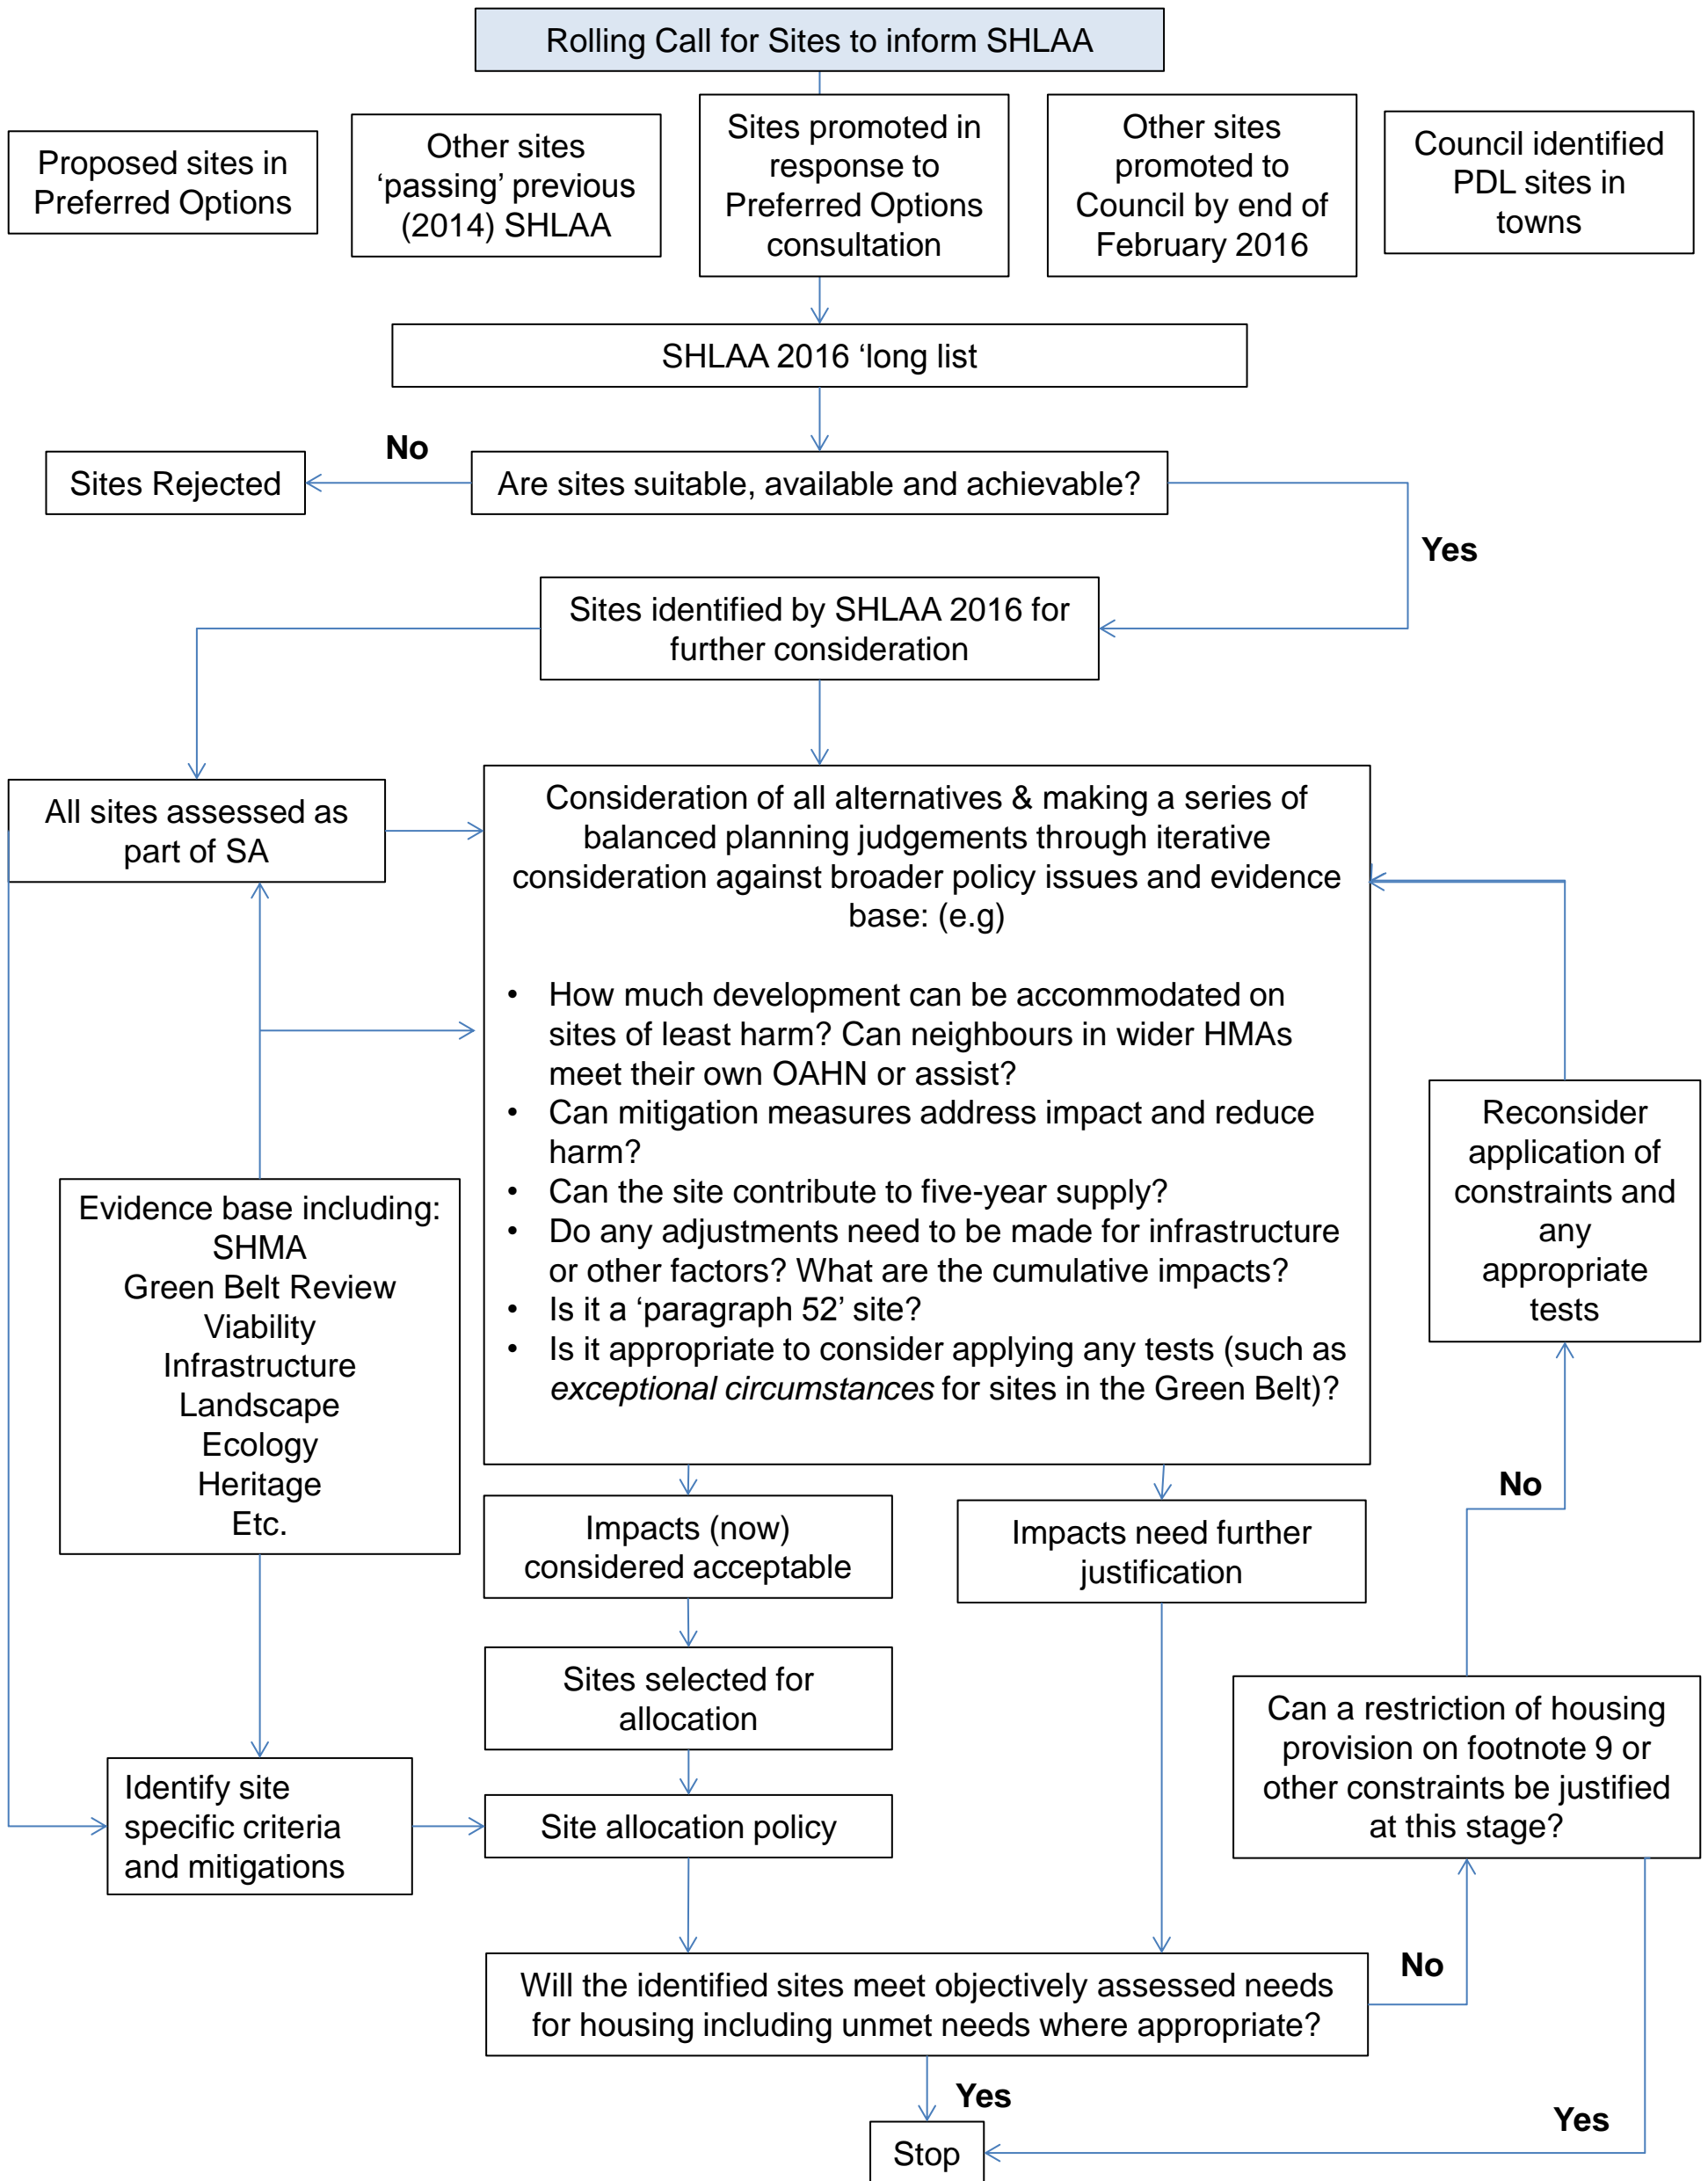 Rolling Call for Sites to inform SHLAA
Proposed sites in
Preferred Options
Other sites
‘passing’ previous
(2014) SHLAA
Sites promoted in
response to
Preferred Options
consultation
Other sites
promoted to
Council by end of
February 2016
Council identified
PDL sites in
towns
SHLAA 2016 ‘long list
No
Sites Rejected
Are sites suitable, available and achievable?
Yes
Sites identified by SHLAA 2016 for
further consideration
All sites assessed as
part of SA
Consideration of all alternatives & making a series of
balanced planning judgements through iterative
consideration against broader policy issues and evidence
base: (e.g)
• How much development can be accommodated on
sites of least harm? Can neighbours in wider HMAs
meet their own OAHN or assist?
• Can mitigation measures address impact and reduce
harm?
• Can the site contribute to five-year supply?
• Do any adjustments need to be made for infrastructure
or other factors? What are the cumulative impacts?
• Is it a ‘paragraph 52’ site?
• Is it appropriate to consider applying any tests (such as
exceptional circumstances for sites in the Green Belt)?
Reconsider
application of
constraints and
any
appropriate
tests
Evidence base including:
SHMA
Green Belt Review
Viability
Infrastructure
Landscape
Ecology
Heritage
Etc.
No
Impacts (now)
considered acceptable
Impacts need further
justification
Sites selected for
allocation
Can a restriction of housing
provision on footnote 9 or
other constraints be justified
at this stage?
Identify site
specific criteria
and mitigations
Site allocation policy
Will the identified sites meet objectively assessed needs
for housing including unmet needs where appropriate?
No
Yes
Yes
Stop